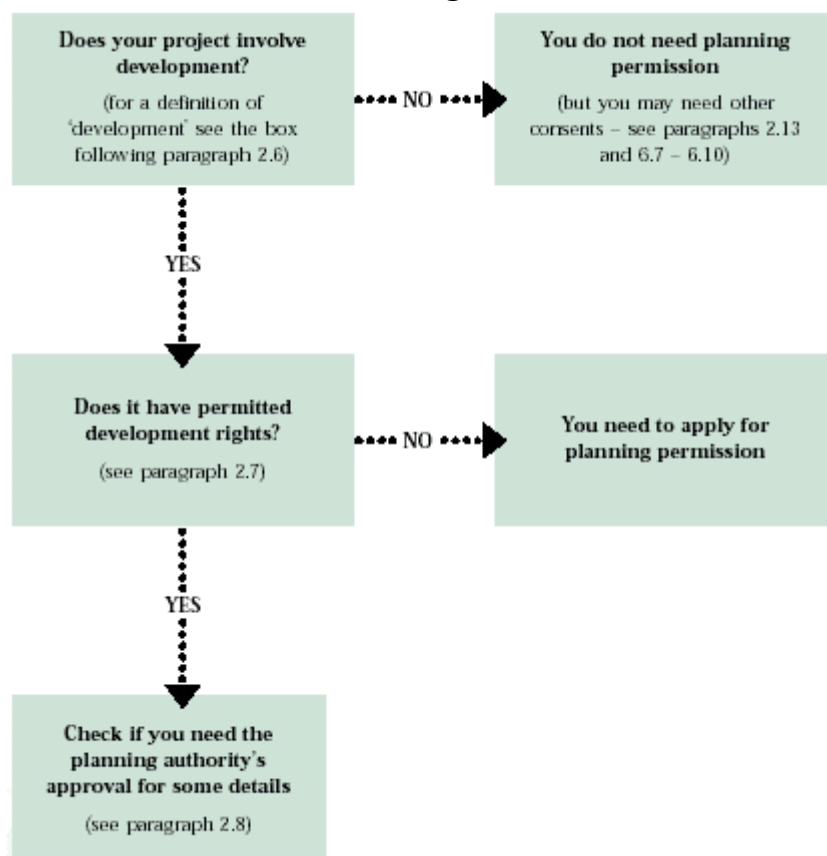 Does your project involve
development?
(for a definition of
'development' see the box
following paragraph 2.6)
NO
You do not need planning
permission
(but you may need other
consents – see paragraphs 2.13
and 6.7 – 6.10)
YES
Does it have permitted
development rights?
(see paragraph 2.7)
NO
You need to apply for
planning permission
YES
Check if you need the
planning authority's
approval for some details
(see paragraph 2.8)